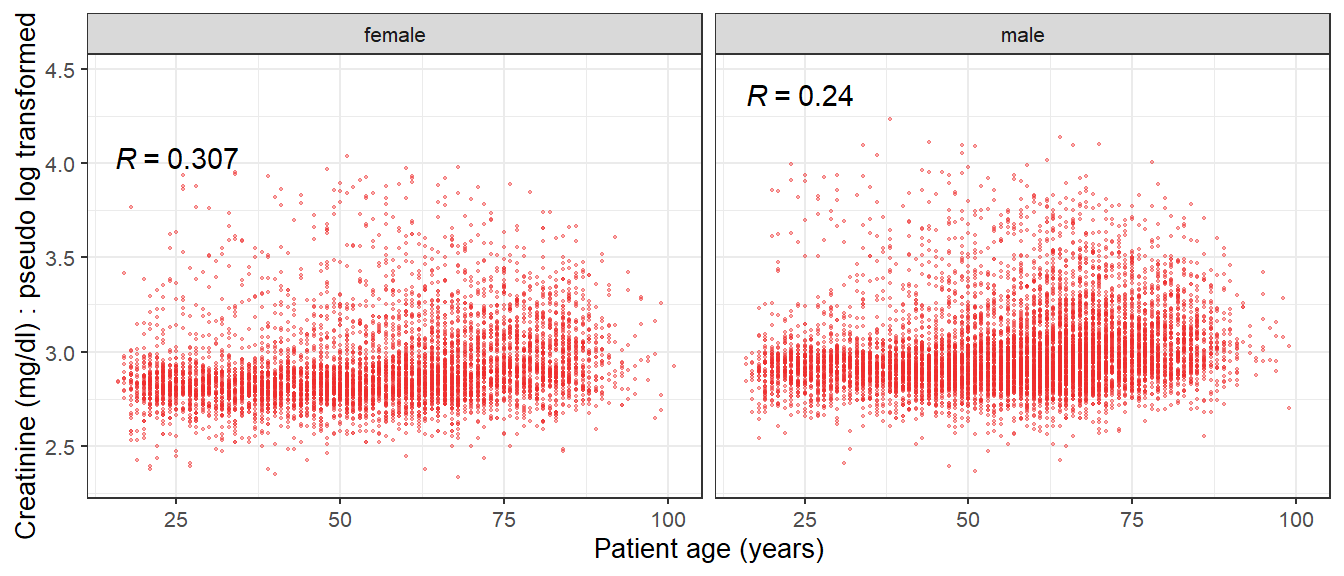 female
male
Creatinine (mg/dl) : pseudo log transformed
4.5
4.0
3.5
3.0
2.5
R = 0.307
R = 0.24
25 50 75 100
25 50 75 100
Patient age (years)